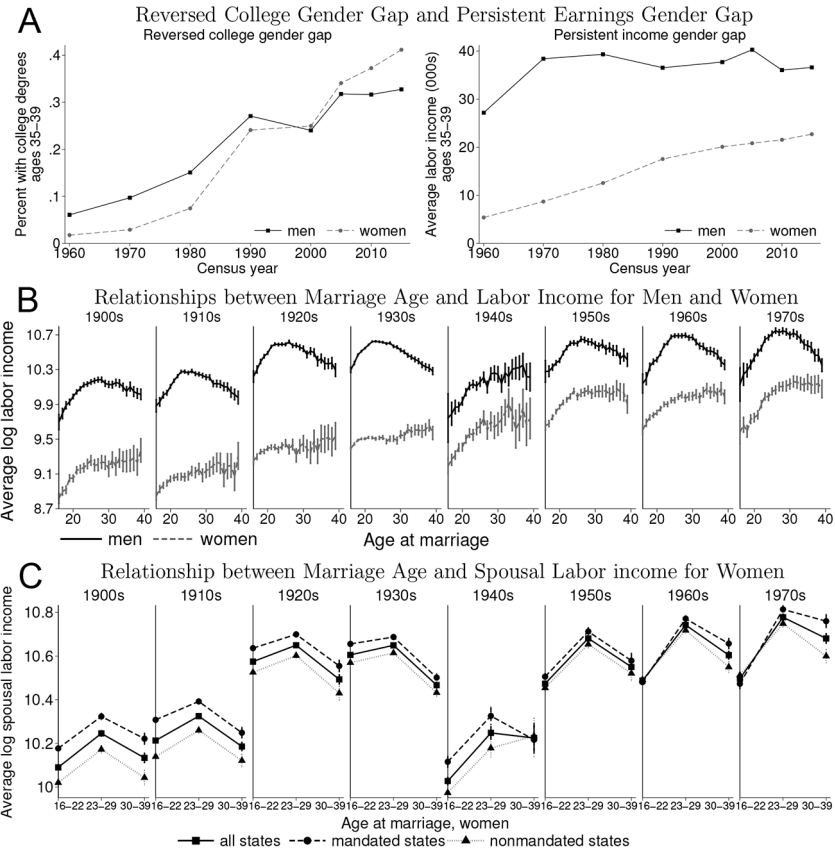 A
Reversed College Gender Gap and Persistent Earnings Gender Gap
Reversed college gender gap
Percent with college degrees
ages 35–39
.4
.3
.2
.1
0
1960 1970 1980 1990 2000 2010
Census year
men women
Persistent income gender gap
Average labor income (000s)
ages 35–39
40
30
20
10
0
1960 1970 1980 1990 2000 2010
Census year
men women
B
Relationships between Marriage Age and Labor Income for Men and Women
1900s 1910s 1920s 1930s 1940s 1950s 1960s 1970s
Average log labor income
10.7
10.3
9.9
9.5
9.1
8.7
20 30 40 20 30 40 20 30 40 20 30 40 20 30 40 20 30 40 20 30 40 20 30 40
men women
Age at marriage
C
Relationship between Marriage Age and Spousal Labor income for Women
1900s 1910s 1920s 1930s 1940s 1950s 1960s 1970s
Average log spousal labor income
10.8
10.6
10.4
10.2
10
16–22 23–29 30–39 16–22 23–29 30–39 16–22 23–29 30–39 16–22 23–29 30–39 16–22 23–29 30–39 16–22 23–29 30–39 16–22 23–29 30–39 16–22 23–29 30–39
Age at marriage, women
all states mandated states nonmandated states